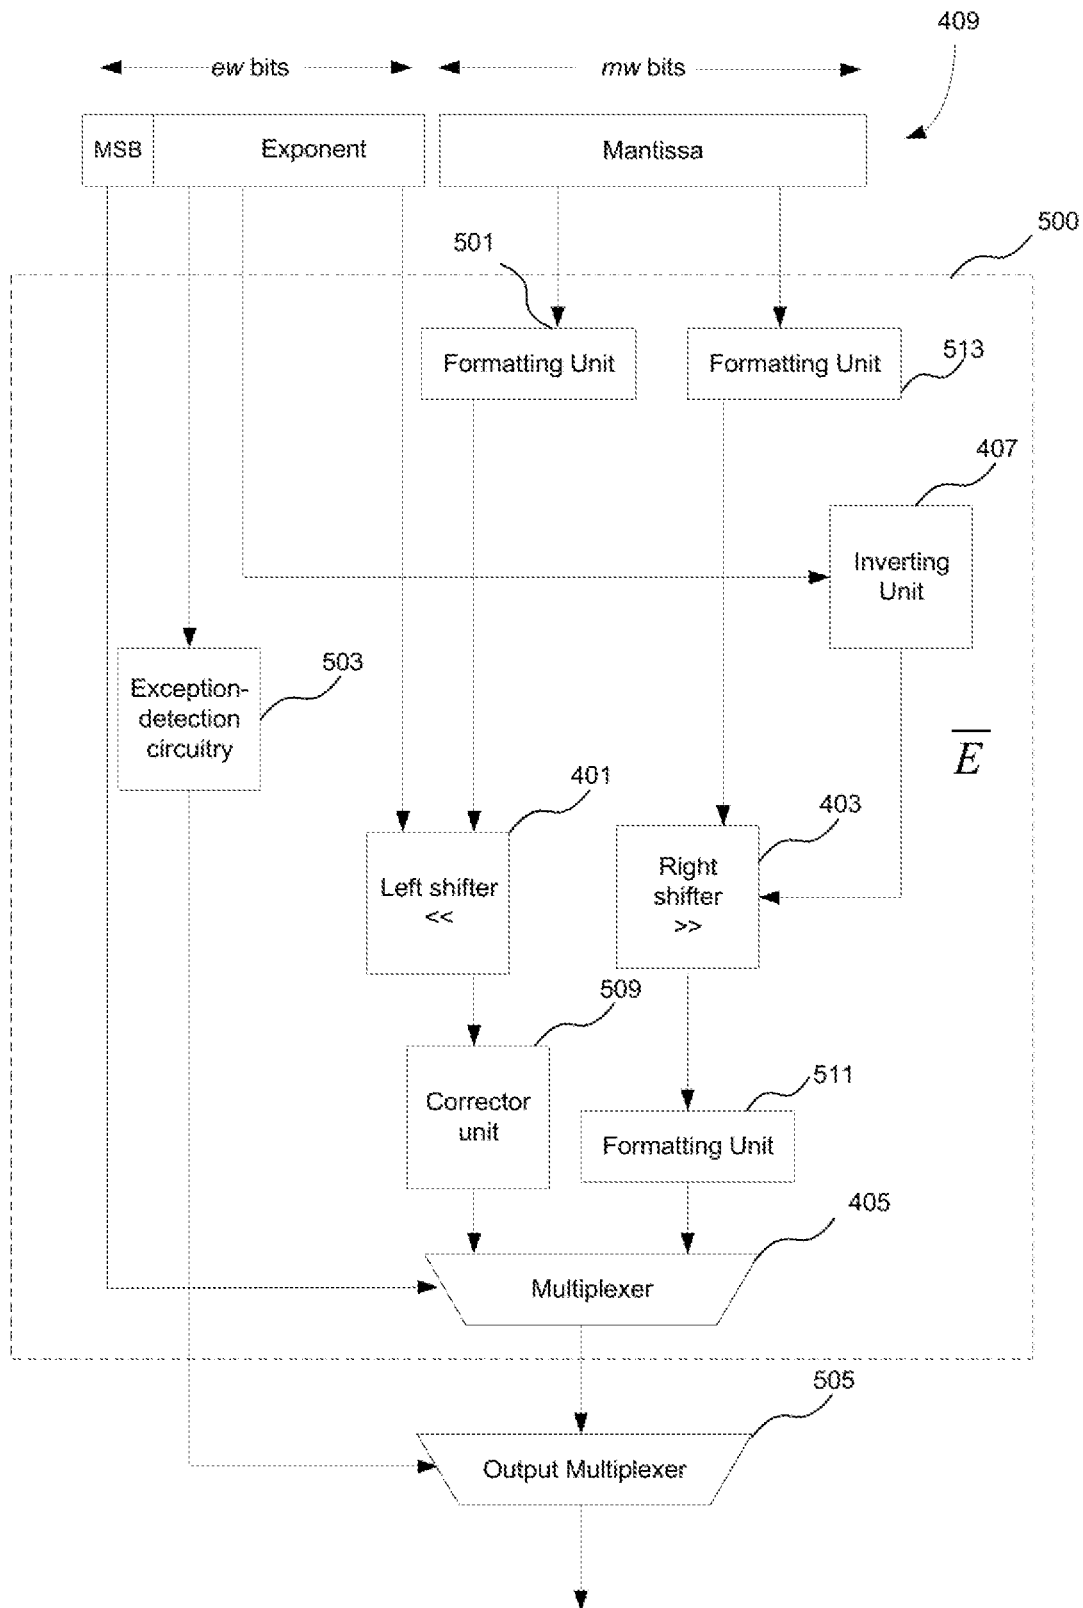 409
ew bits
mw bits
MSB
Exponent
Mantissa
500
501
Formatting Unit
Formatting Unit
513
407
Inverting
Unit
503
Exception-
detection
circuitry
E
401
403
Left shifter
<<
Right
shifter
>>
509
Corrector
unit
511
Formatting Unit
405
Multiplexer
505
Output Multiplexer